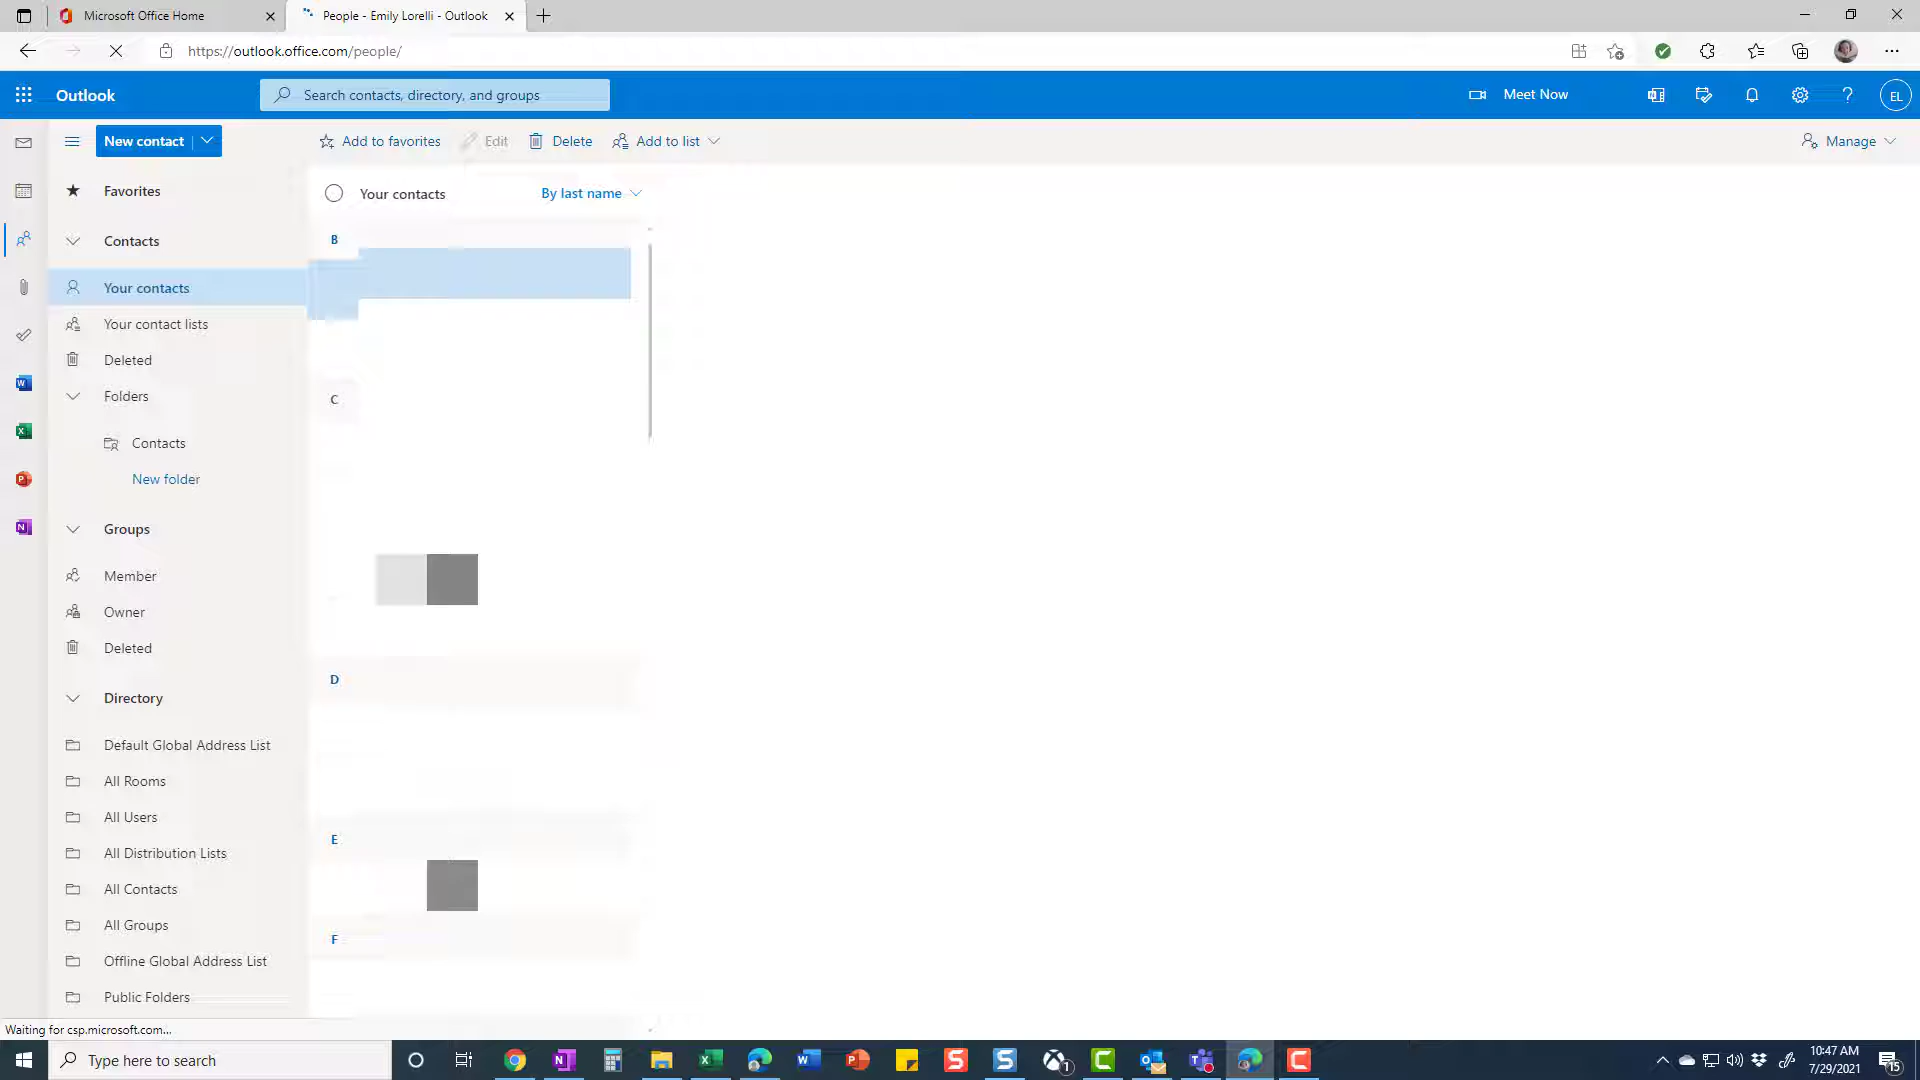 Microsoft Office Home
People - Emily Lorelli - Outlook
https://outlook.office.com/people/
Outlook
Search contacts, directory, and groups
Meet Now
EL
New contact
Add to favorites
Edit
Delete
Add to list
Manage
Favorites
Contacts
Your contacts
Your contact lists
Deleted
Folders
Contacts
New folder
Groups
Member
Owner
Deleted
Directory
Default Global Address List
All Rooms
All Users
All Distribution Lists
All Contacts
All Groups
Offline Global Address List
Public Folders
Your contacts
By last name
B
C
D
E
F
Waiting for csp.microsoft.com...
Type here to search
10:47 AM
7/29/2021